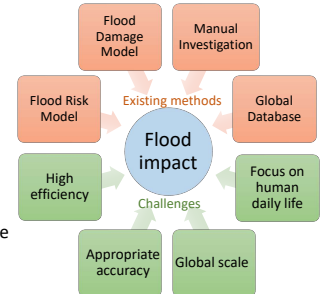 Flood
Damage
Model
Manual
Investigation
Flood Risk
Model
Existing methods
Global
Database
Flood
impact
High
efficiency
Challenges
Focus on
human
daily life
e
Appropriate
accuracy
Global scale